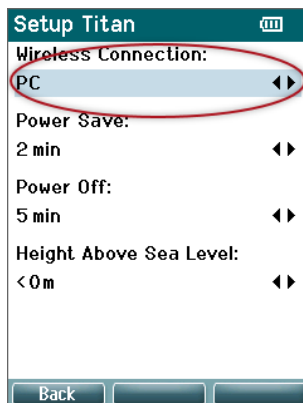 Setup Titan
Wireless Connection:
PC
Power Save:
2 min
Power Off:
5 min
Height Above Sea Level:
<0m
Back